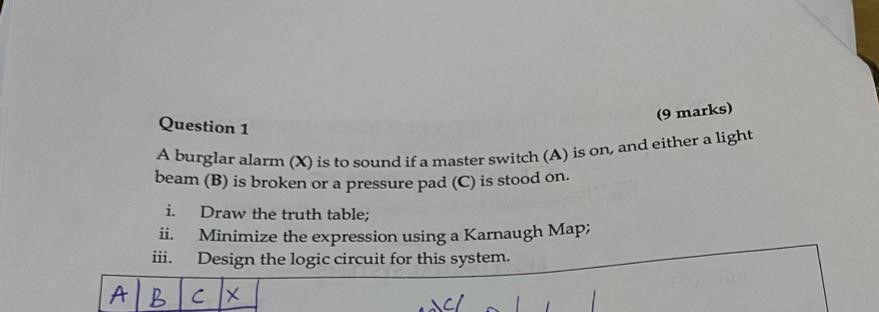 (9 marks)
Question 1
A burglar alarm (X) is to sound if a master switch (A) is on, and either a light
beam (B) is broken or a pressure pad (C) is stood on.
i. Draw the truth table;
ii. Minimize the expression using a Karnaugh Map;
iii. Design the logic circuit for this system.
A B C X